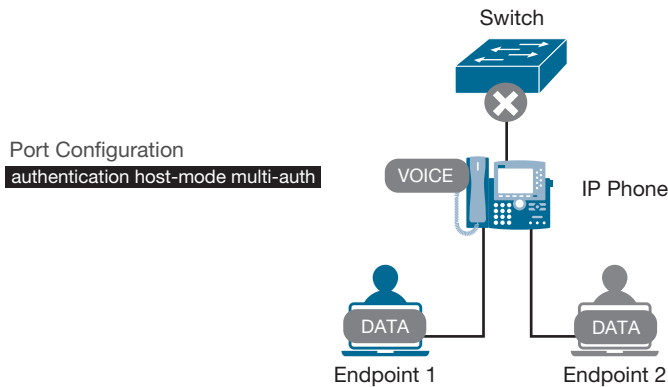 Switch
Port Configuration
authentication host-mode multi-auth
VOICE
IP Phone
DATA
DATA
Endpoint 1
Endpoint 2